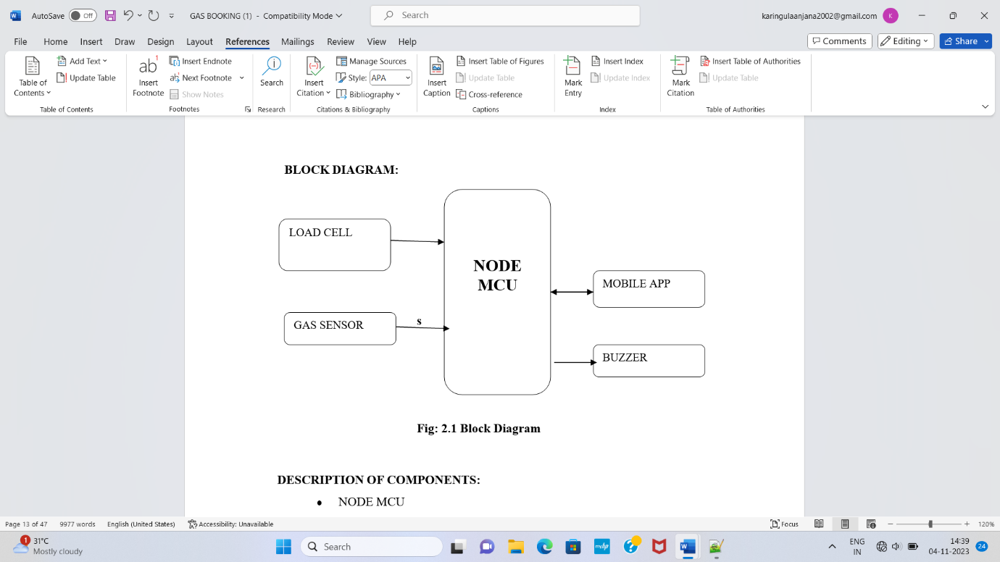 AutoSave Off GAS BOOKING (1) - Compatibility Mode Search karingulaanjana2002@gmail.com K
File Home Insert Draw Design Layout References Mailings Review View Help Comments Editing Share
Table of Contents
Add Text
Update Table
Table of Contents
ab
1
Insert Footnote
Insert Endnote
Next Footnote
Show Notes
Footnotes
Search
Research
Insert Citation
Manage Sources
Style: APA
Bibliography
Citations & Bibliography
Insert Caption
Insert Table of Figures
Update Table
Cross-reference
Captions
Mark Entry
Insert Index
Update Index
Index
Mark Citation
Insert Table of Authorities
Update Table
Table of Authorities
BLOCK DIAGRAM:
LOAD CELL
NODE
MCU
MOBILE APP
GAS SENSOR
s
BUZZER
Fig: 2.1 Block Diagram
DESCRIPTION OF COMPONENTS:
● NODE MCU
Page 13 of 47 9977 words English (United States) Accessibility: Unavailable Focus 120%
1
31°C
Mostly cloudy
Search
myhp
ENG
IN
14:39
04-11-2023
24